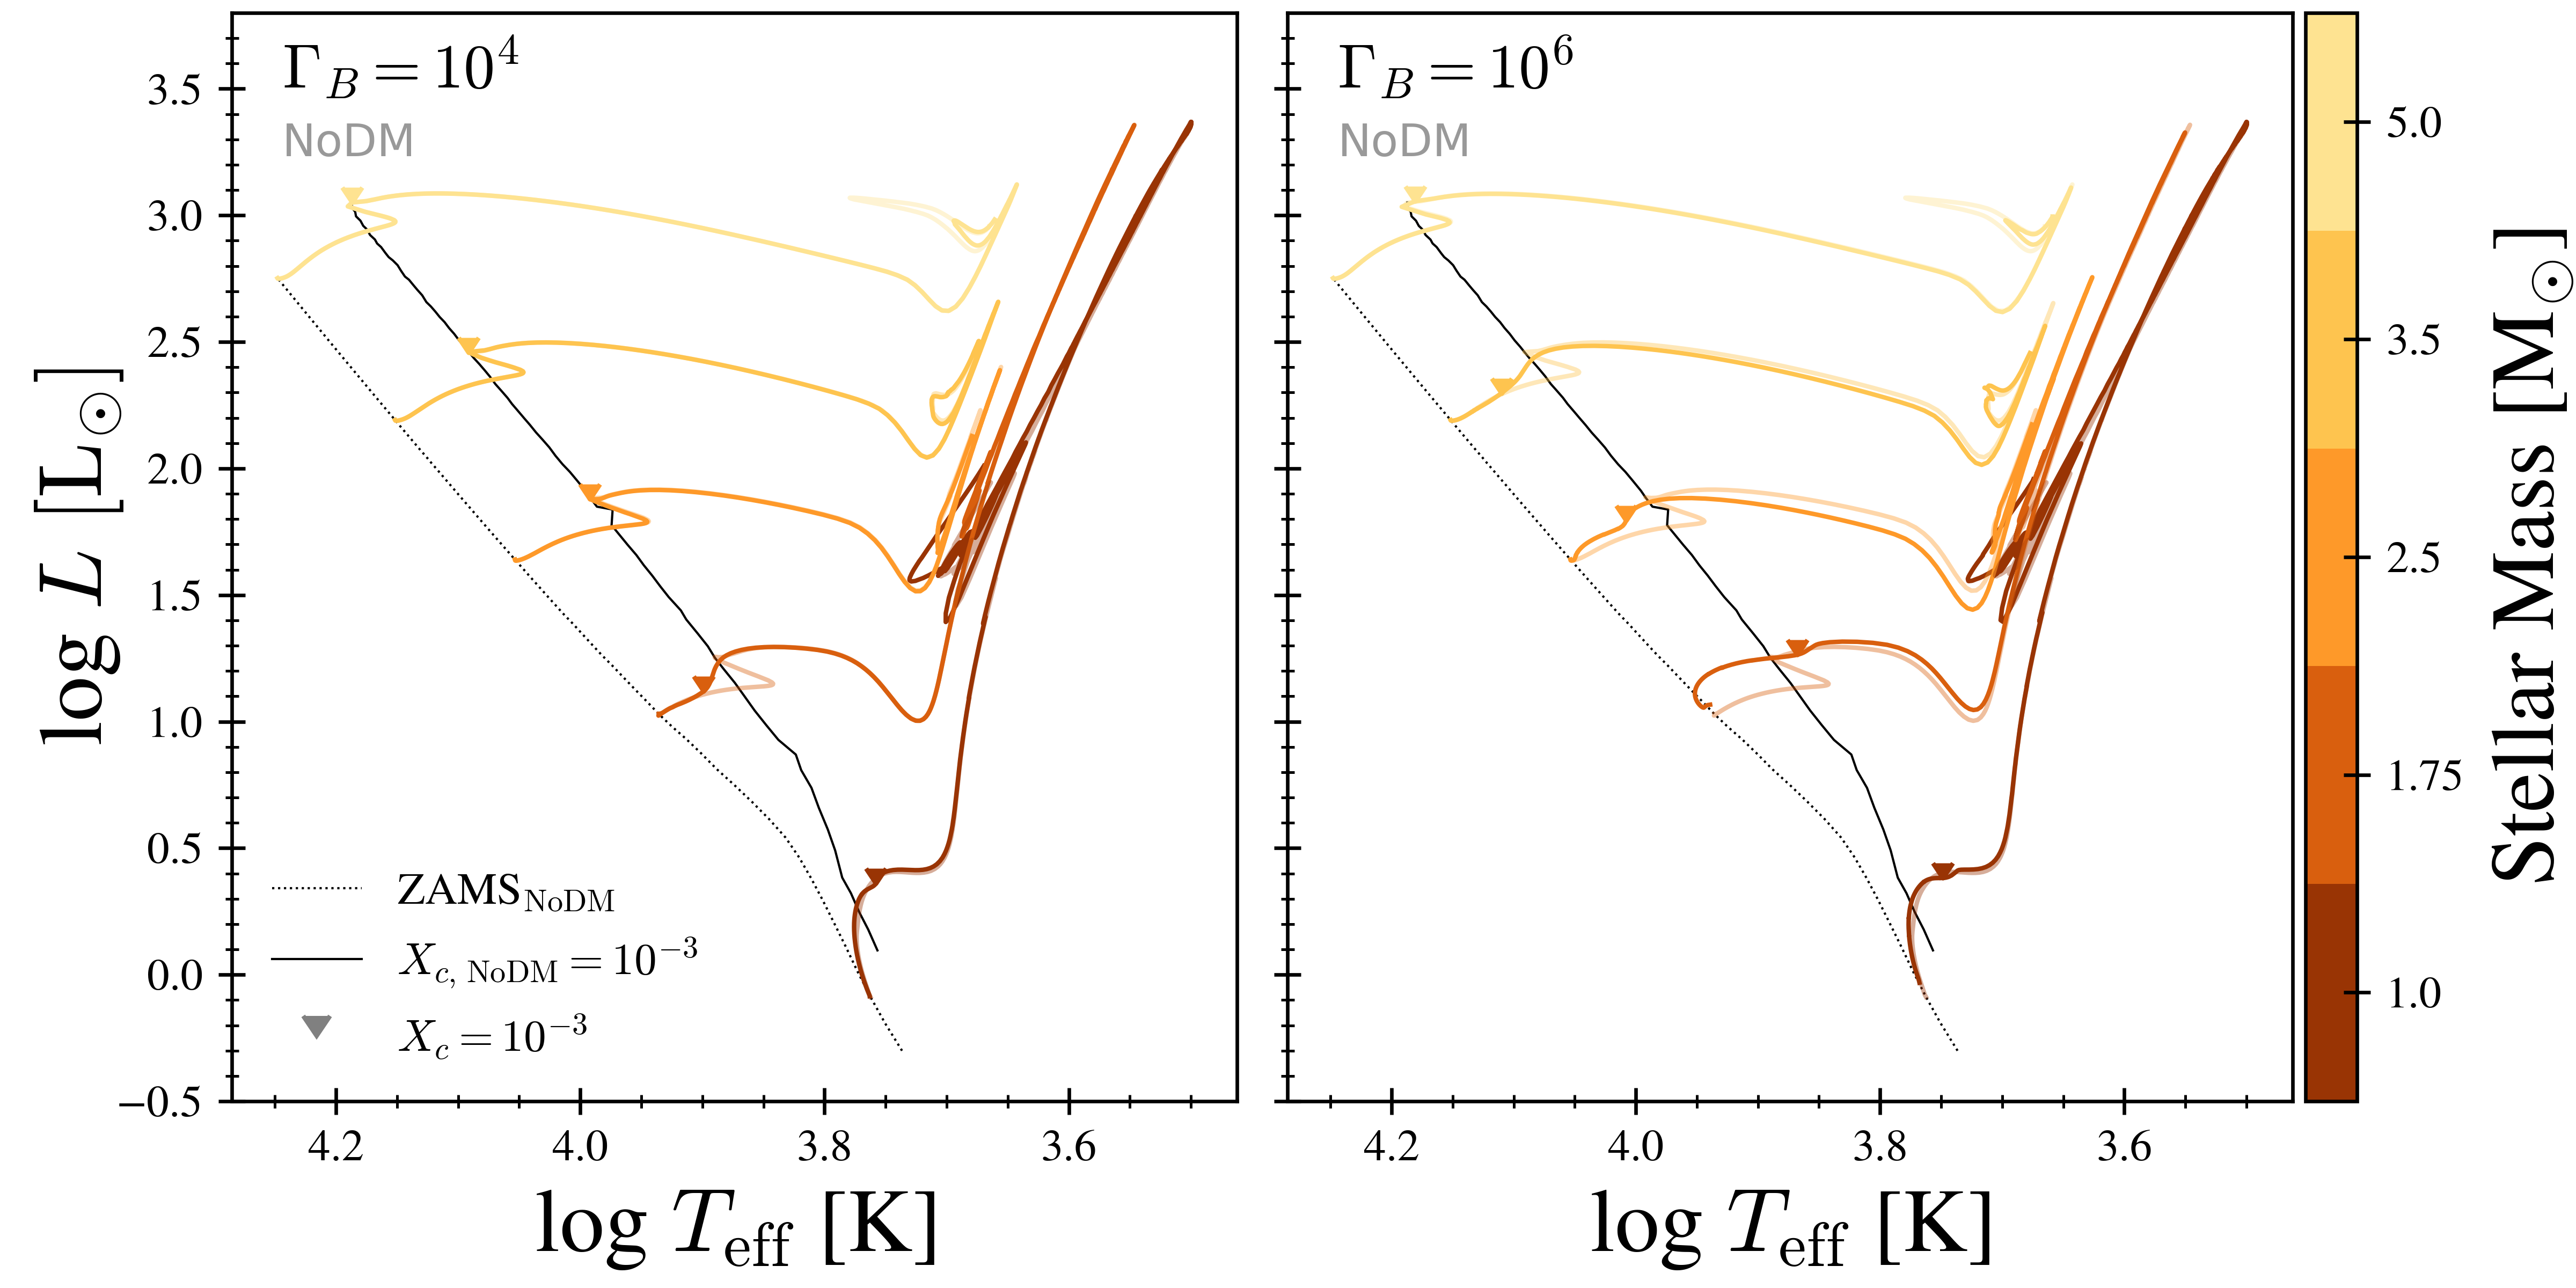 Γ_B = 10^4
NoDM
3.5
3.0
2.5
2.0
1.5
1.0
0.5
0.0
−0.5
log L [L☉]
ZAMS_NoDM
X_{c, NoDM} = 10^{−3}
X_c = 10^{−3}
4.2 4.0 3.8 3.6
log T_eff [K]
Γ_B = 10^6
NoDM
4.2 4.0 3.8 3.6
log T_eff [K]
5.0
3.5
2.5
1.75
1.0
Stellar Mass [M☉]